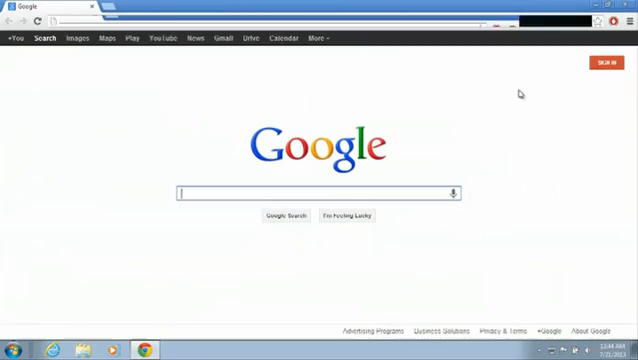 Google
+You Search Images Maps Play YouTube News Gmail Drive Calendar More
SIGN IN
Google
Google Search I'm Feeling Lucky
Advertising Programs Business Solutions Privacy & Terms +Google About Google
12:44 AM
7/21/2013